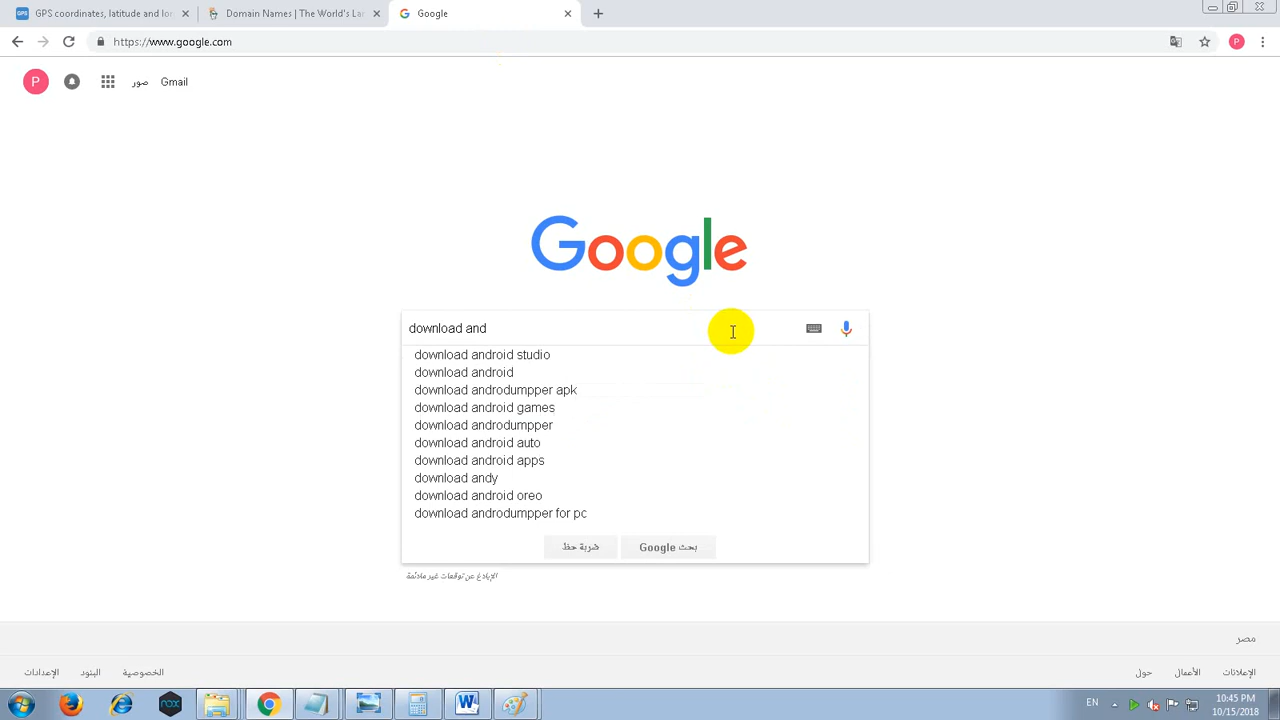 GPS coordinates, latitude and lo
Domain Names | The World's La
Google
https://www.google.com
P
P
صور
Gmail
Google
download and
download android studio
download android
download androdumpper apk
download android games
download androdumpper
download android auto
download android apps
download andy
download android oreo
download androdumpper for pc
بحث Google
ضربة حظ
الإبلاغ عن توقعات غير ملائمة
مصر
الإعلانات
الأعمال
حول
الخصوصية
البنود
الإعدادات
nox
W
EN
10:45 PM
10/15/2018